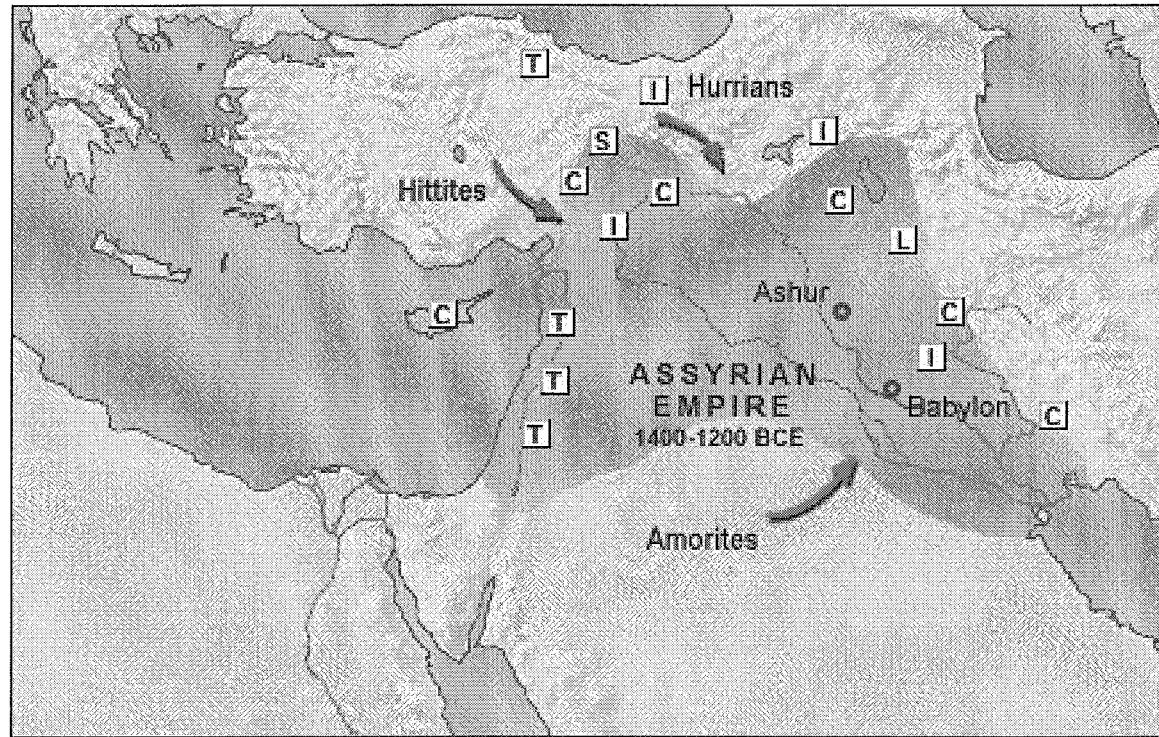 T
I Hurrians
I
S
C
Hittites
C
C
I
L
Ashur
C
C
T
I
T
ASSYRIAN
EMPIRE
1400-1200 BCE
Babylon
C
T
Amorites